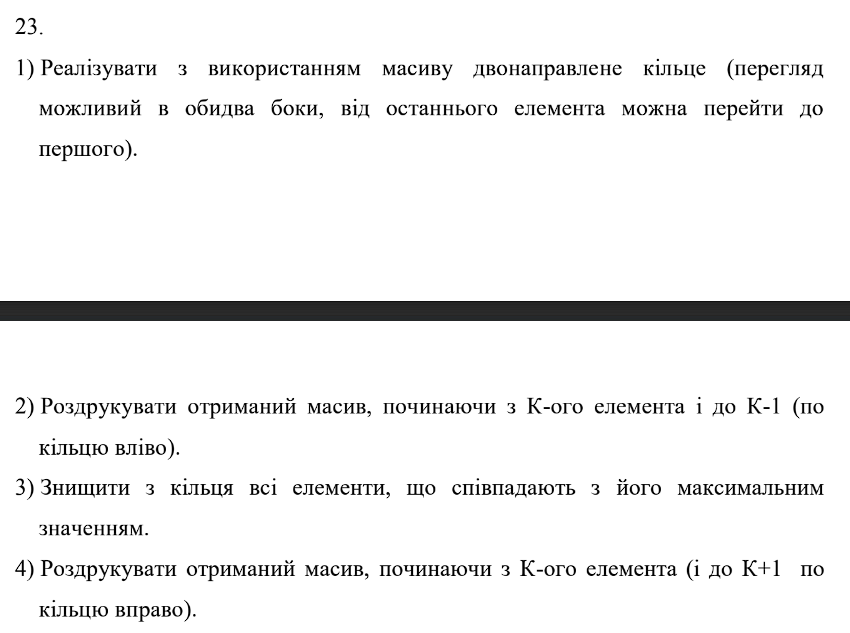 23.
1) Реалізувати з використанням масиву двонаправлене кільце (перегляд
можливий в обидва боки, від останнього елемента можна перейти до
першого).
2) Роздрукувати отриманий масив, починаючи з К-ого елемента і до К-1 (по
кільцю вліво).
3) Знищити з кільця всі елементи, що співпадають з його максимальним
значенням.
4) Роздрукувати отриманий масив, починаючи з К-ого елемента (і до К+1 по
кільцю вправо).